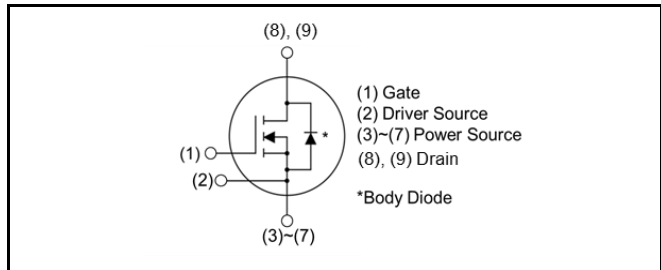 (8), (9)
(1) Gate
(2) Driver Source
(3)~(7) Power Source
(8), (9) Drain
*Body Diode
*
(1)
(2)
(3)~(7)